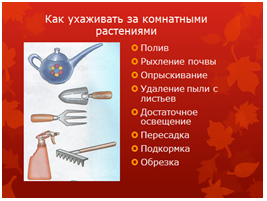 Как ухаживать за комнатными
растениями
Полив
Рыхление почвы
Опрыскивание
Удаление пыли с
листьев
Достаточное
освещение
Пересадка
Подкормка
Обрезка